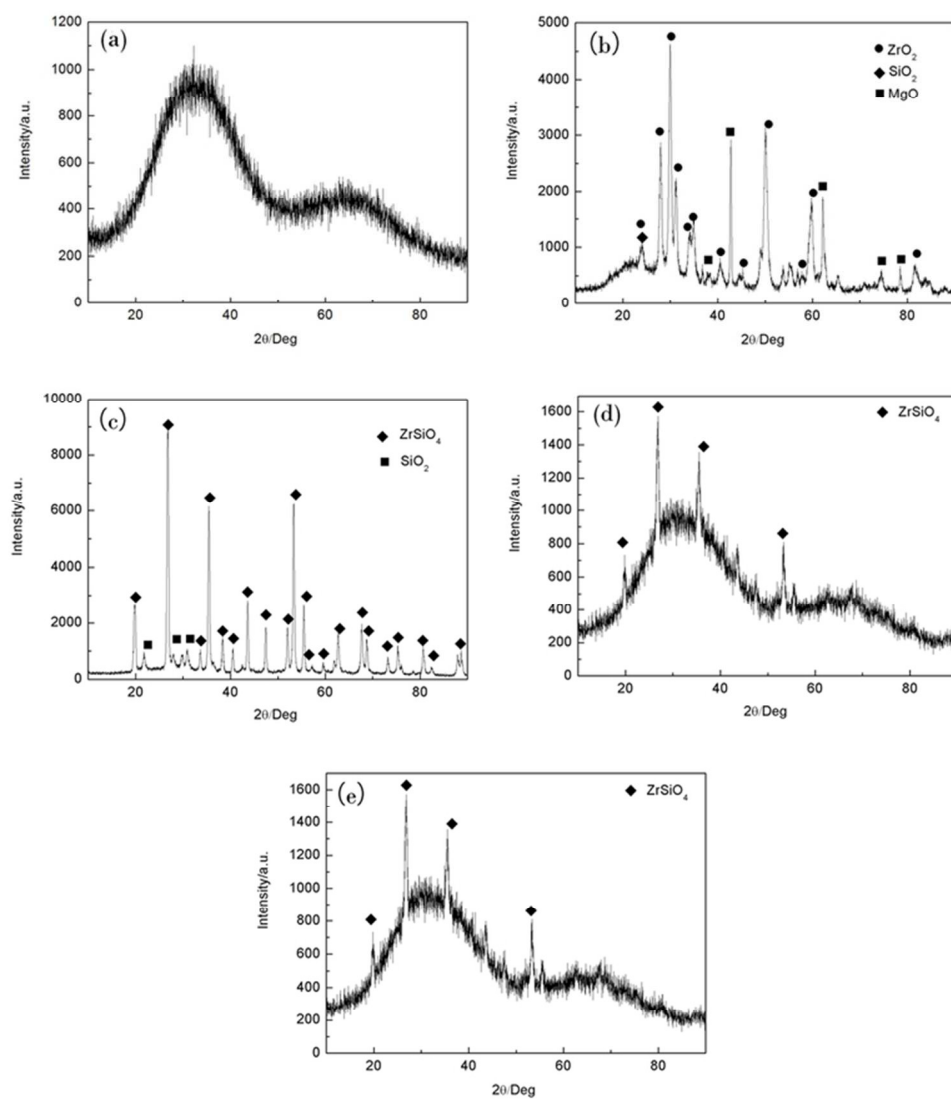 (a)
1200
1000
800
600
400
200
0
Intensity/a.u.
20 40 60 80
2θ/Deg
(b)
ZrO2
SiO2
MgO
5000
4000
3000
2000
1000
0
Intensity/a.u.
20 40 60 80
2θ/Deg
(c)
ZrSiO4
SiO2
10000
8000
6000
4000
2000
0
Intensity/a.u.
20 40 60 80
2θ/Deg
(d)
ZrSiO4
1600
1400
1200
1000
800
600
400
200
0
Intensity/a.u.
20 40 60 80
2θ/Deg
(e)
ZrSiO4
1600
1400
1200
1000
800
600
400
200
0
Intensity/a.u.
20 40 60 80
2θ/Deg